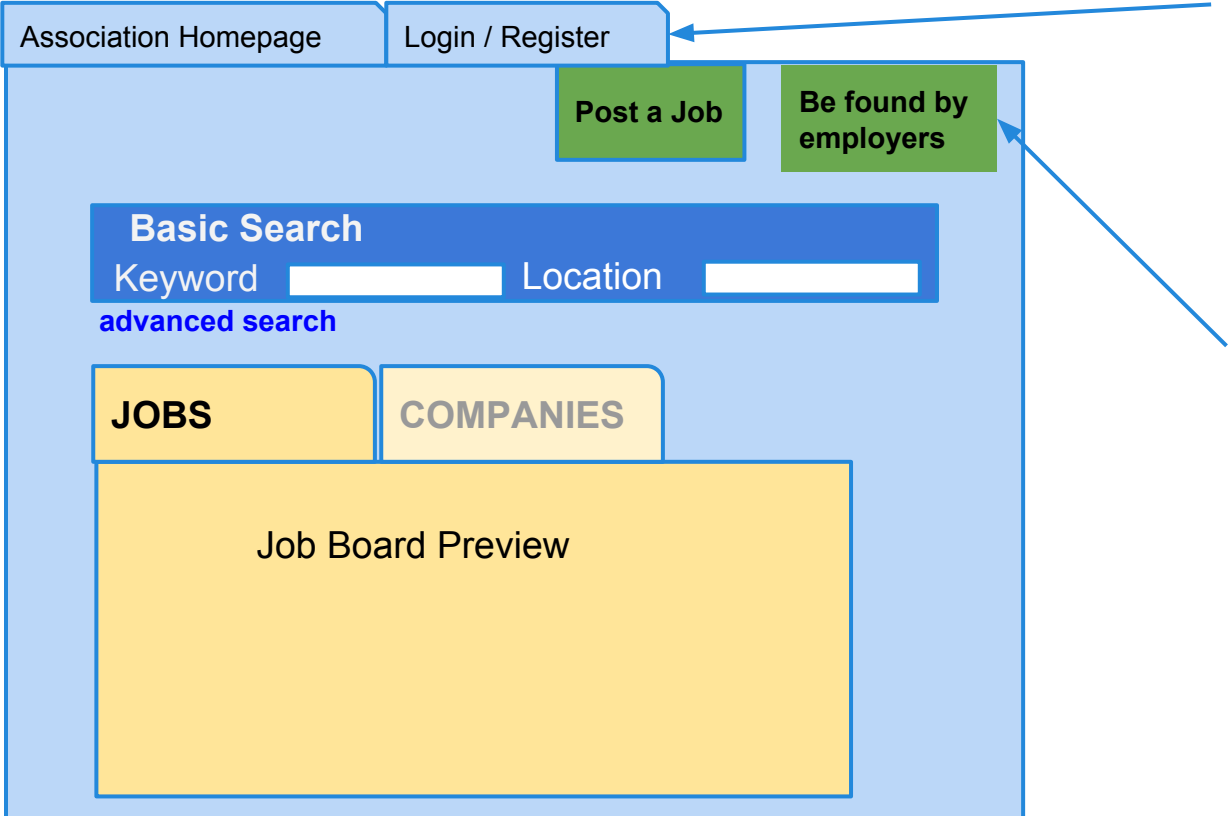 Association Homepage
Login / Register
Post a Job
Be found by
employers
Basic Search
Keyword
Location
advanced search
JOBS
COMPANIES
Job Board Preview